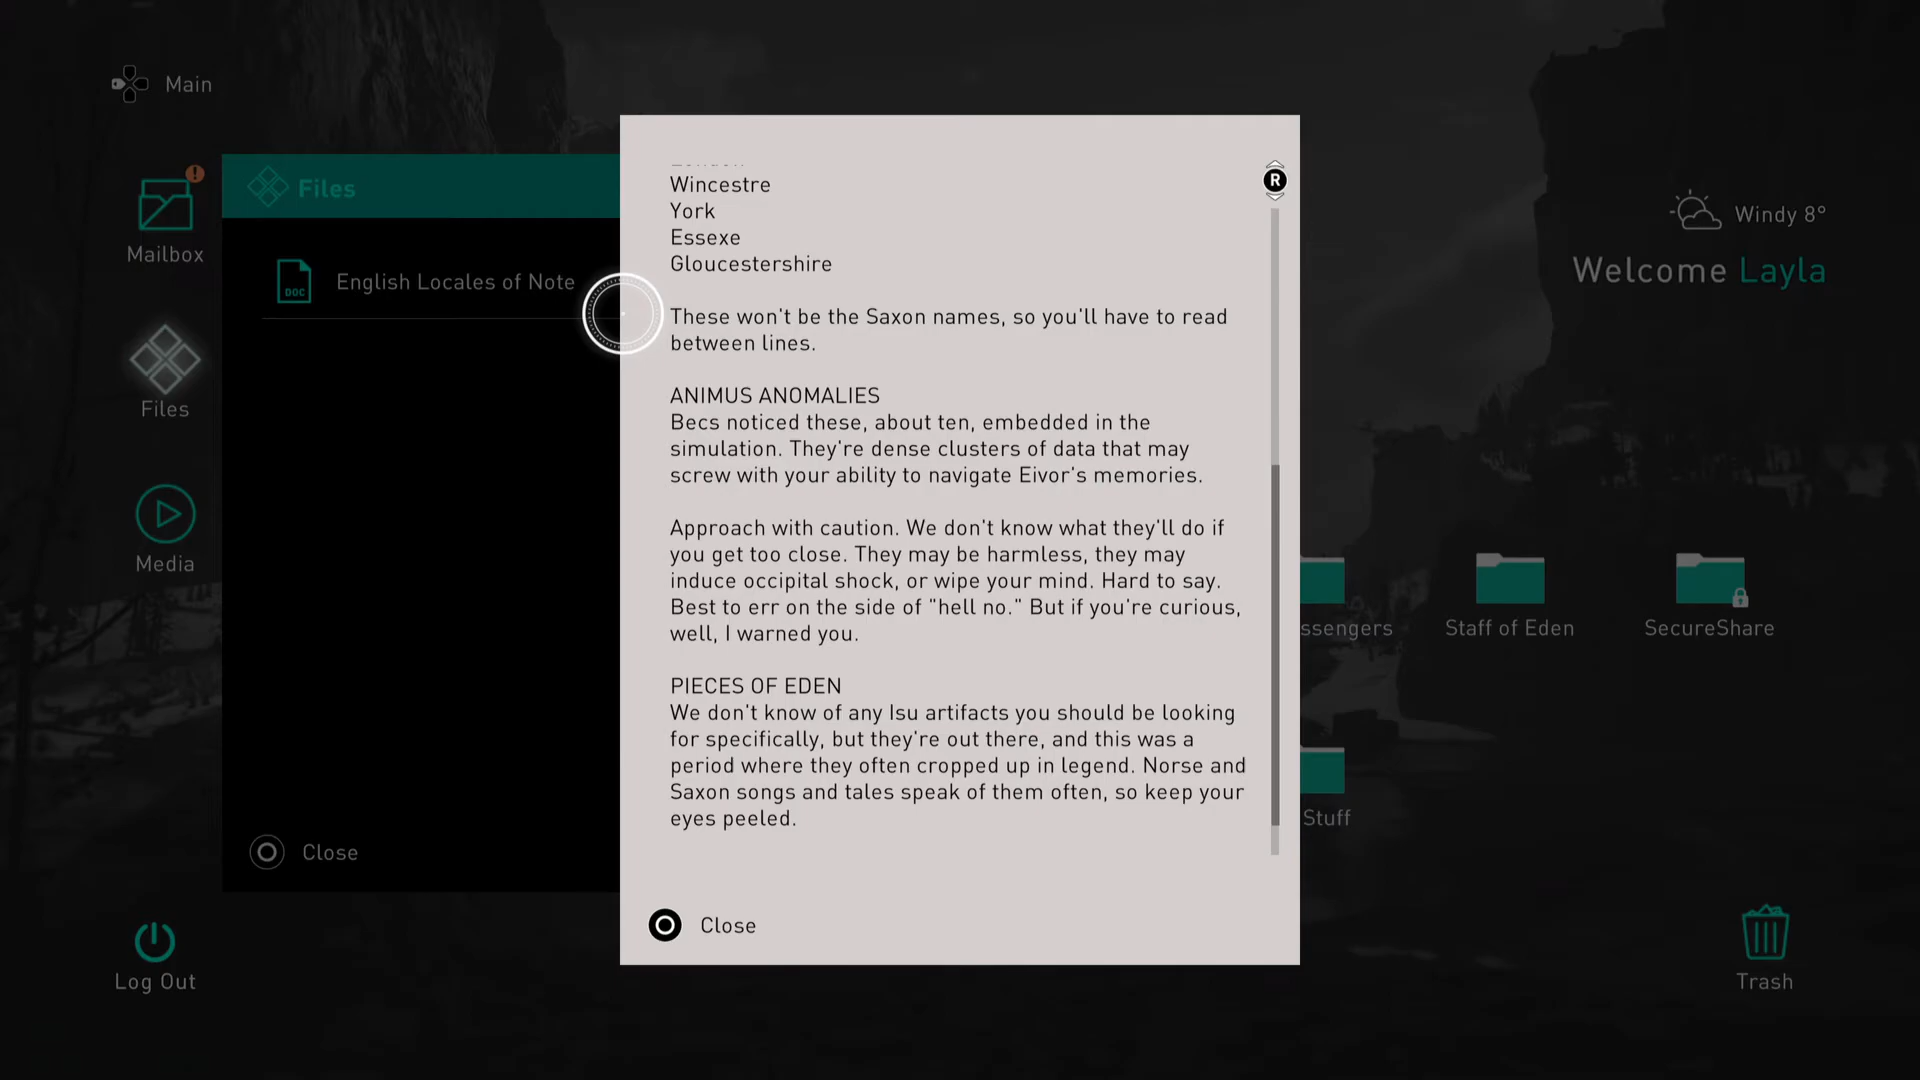 Main
Mailbox
Files
Media
Log Out
Files
DOC
English Locales of Note
Close
Wincestre
York
Essexe
Gloucestershire
These won't be the Saxon names, so you'll have to read
between lines.
ANIMUS ANOMALIES
Becs noticed these, about ten, embedded in the
simulation. They're dense clusters of data that may
screw with your ability to navigate Eivor's memories.
Approach with caution. We don't know what they'll do if
you get too close. They may be harmless, they may
induce occipital shock, or wipe your mind. Hard to say.
Best to err on the side of "hell no." But if you're curious,
well, I warned you.
PIECES OF EDEN
We don't know of any Isu artifacts you should be looking
for specifically, but they're out there, and this was a
period where they often cropped up in legend. Norse and
Saxon songs and tales speak of them often, so keep your
eyes peeled.
R
Close
Windy 8°
Welcome Layla
ssengers
Staff of Eden
SecureShare
Stuff
Trash